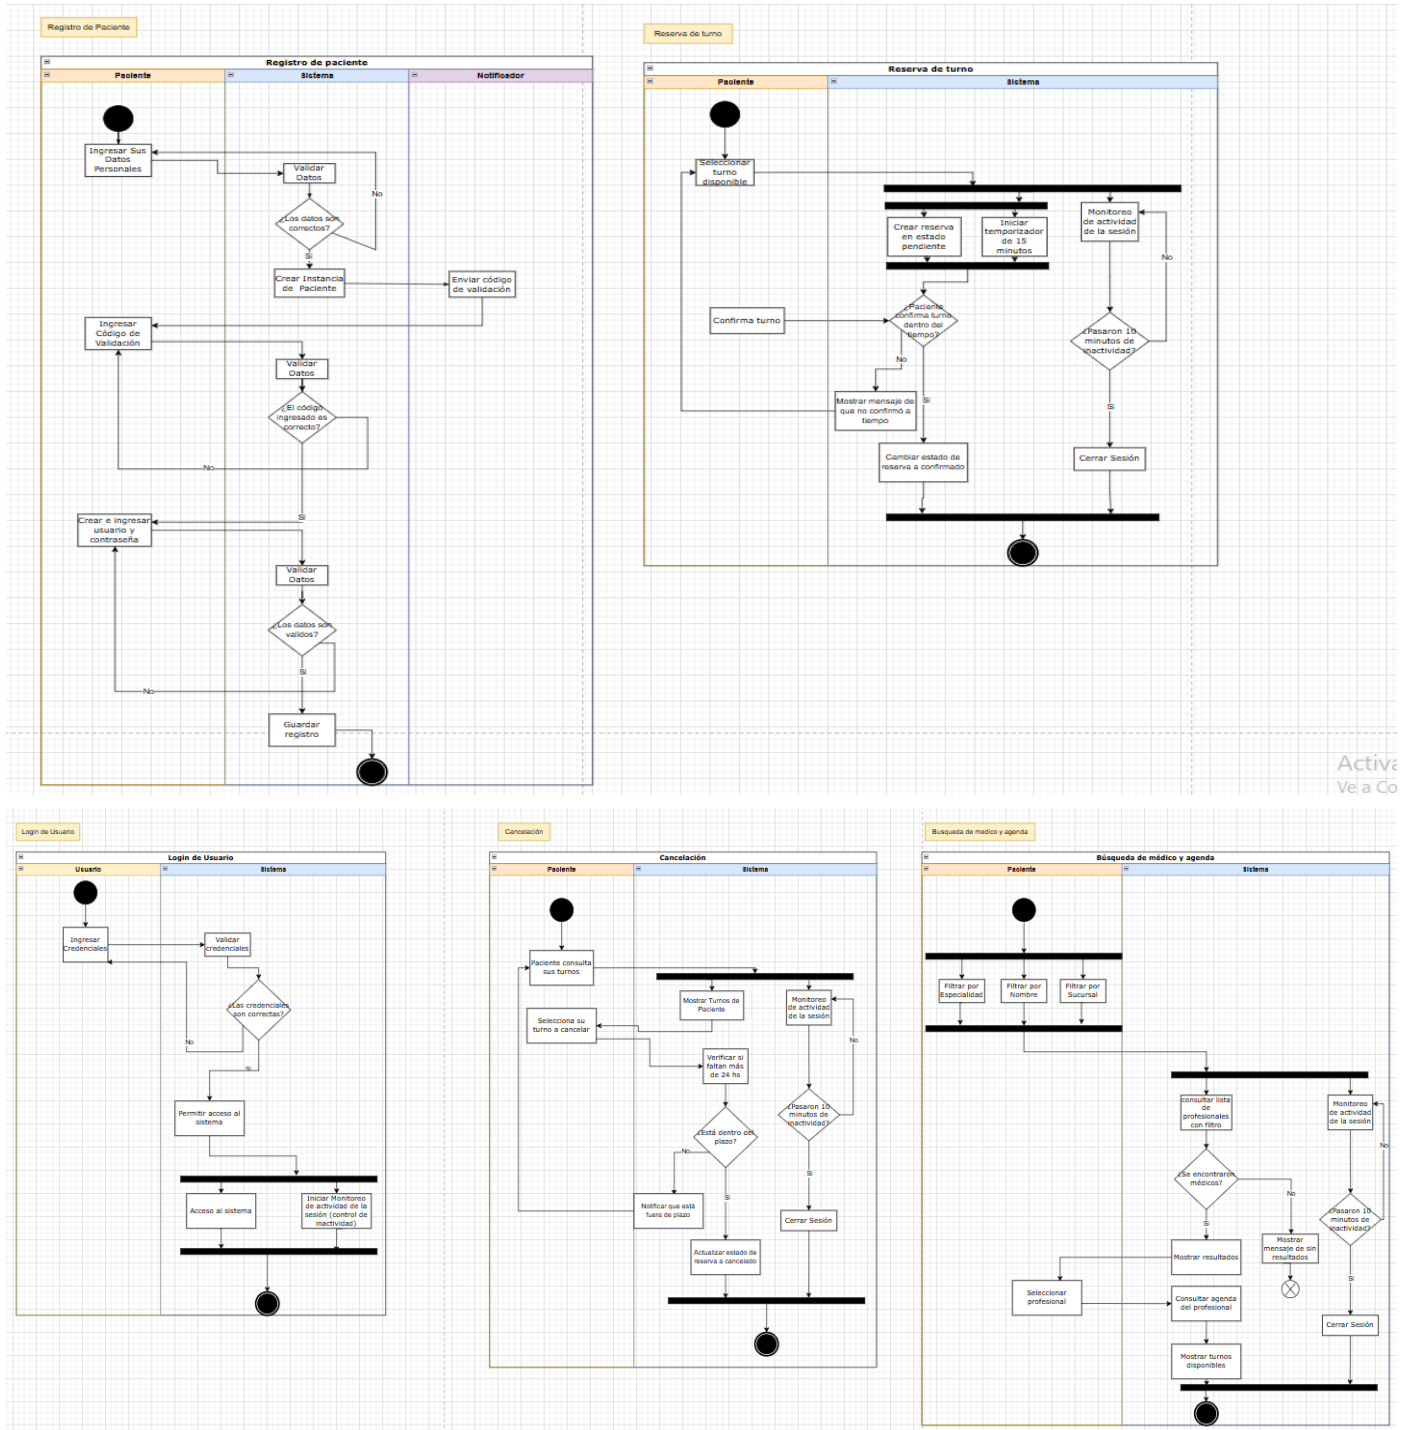 Registro de Paciente
Registro de paciente
Paciente
Sistema
Notificador
Ingresar Sus
Datos
Personales
Validar
Datos
No
¿Los datos son
correctos?
Si
Crear Instancia
de Paciente
Enviar código
de validación
Ingresar
Código de
Validación
Validar
Datos
¿El código
ingresado es
correcto?
No
Si
Crear e ingresar
usuario y
contraseña
Validar
Datos
¿Los datos son
validos?
Si
No
Guardar
registro
Reserva de turno
Reserva de turno
Paciente
Sistema
Seleccionar
turno
disponible
Crear reserva
en estado
pendiente
Iniciar
temporizador
de 15
minutos
Monitoreo
de actividad
de la sesión
No
Confirma turno
¿Paciente
confirma turno
dentro del
tiempo?
¿Pasaron 10
minutos de
inactividad?
No
Mostrar mensaje de
que no confirmó a
tiempo
Si
Si
Cambiar estado de
reserva a confirmado
Cerrar Sesión
Activa
Ve a Co
Login de Usuario
Login de Usuario
Usuario
Sistema
Ingresar
Credenciales
Validar
credenciales
¿Las credenciales
son correctas?
No
Si
Permitir acceso al
sistema
Acceso al sistema
Iniciar Monitoreo
de actividad de la
sesión (control de
inactividad)
Cancelación
Cancelación
Paciente
Sistema
Paciente consulta
sus turnos
Mostrar Turnos de
Paciente
Monitoreo
de actividad
de la sesión
Selecciona su
turno a cancelar
No
Verificar si
faltan más
de 24 hs
¿Pasaron 10
minutos de
inactividad?
¿Está dentro del
plazo?
No
Si
Si
Notificar que está
fuera de plazo
Cerrar Sesión
Actualizar estado de
reserva a cancelado
Busqueda de medico y agenda
Búsqueda de médico y agenda
Paciente
Sistema
Filtrar por
Especialidad
Filtrar por
Nombre
Filtrar por
Sucursal
consultar lista
de
profesionales
con filtro
Monitoreo
de actividad
de la sesión
No
¿Se encontraron
médicos?
No
Si
¿Pasaron 10
minutos de
inactividad?
Mostrar resultados
Mostrar
mensaje de sin
resultados
Si
Seleccionar
profesional
Consultar agenda
del profesional
Cerrar Sesión
Mostrar turnos
disponibles